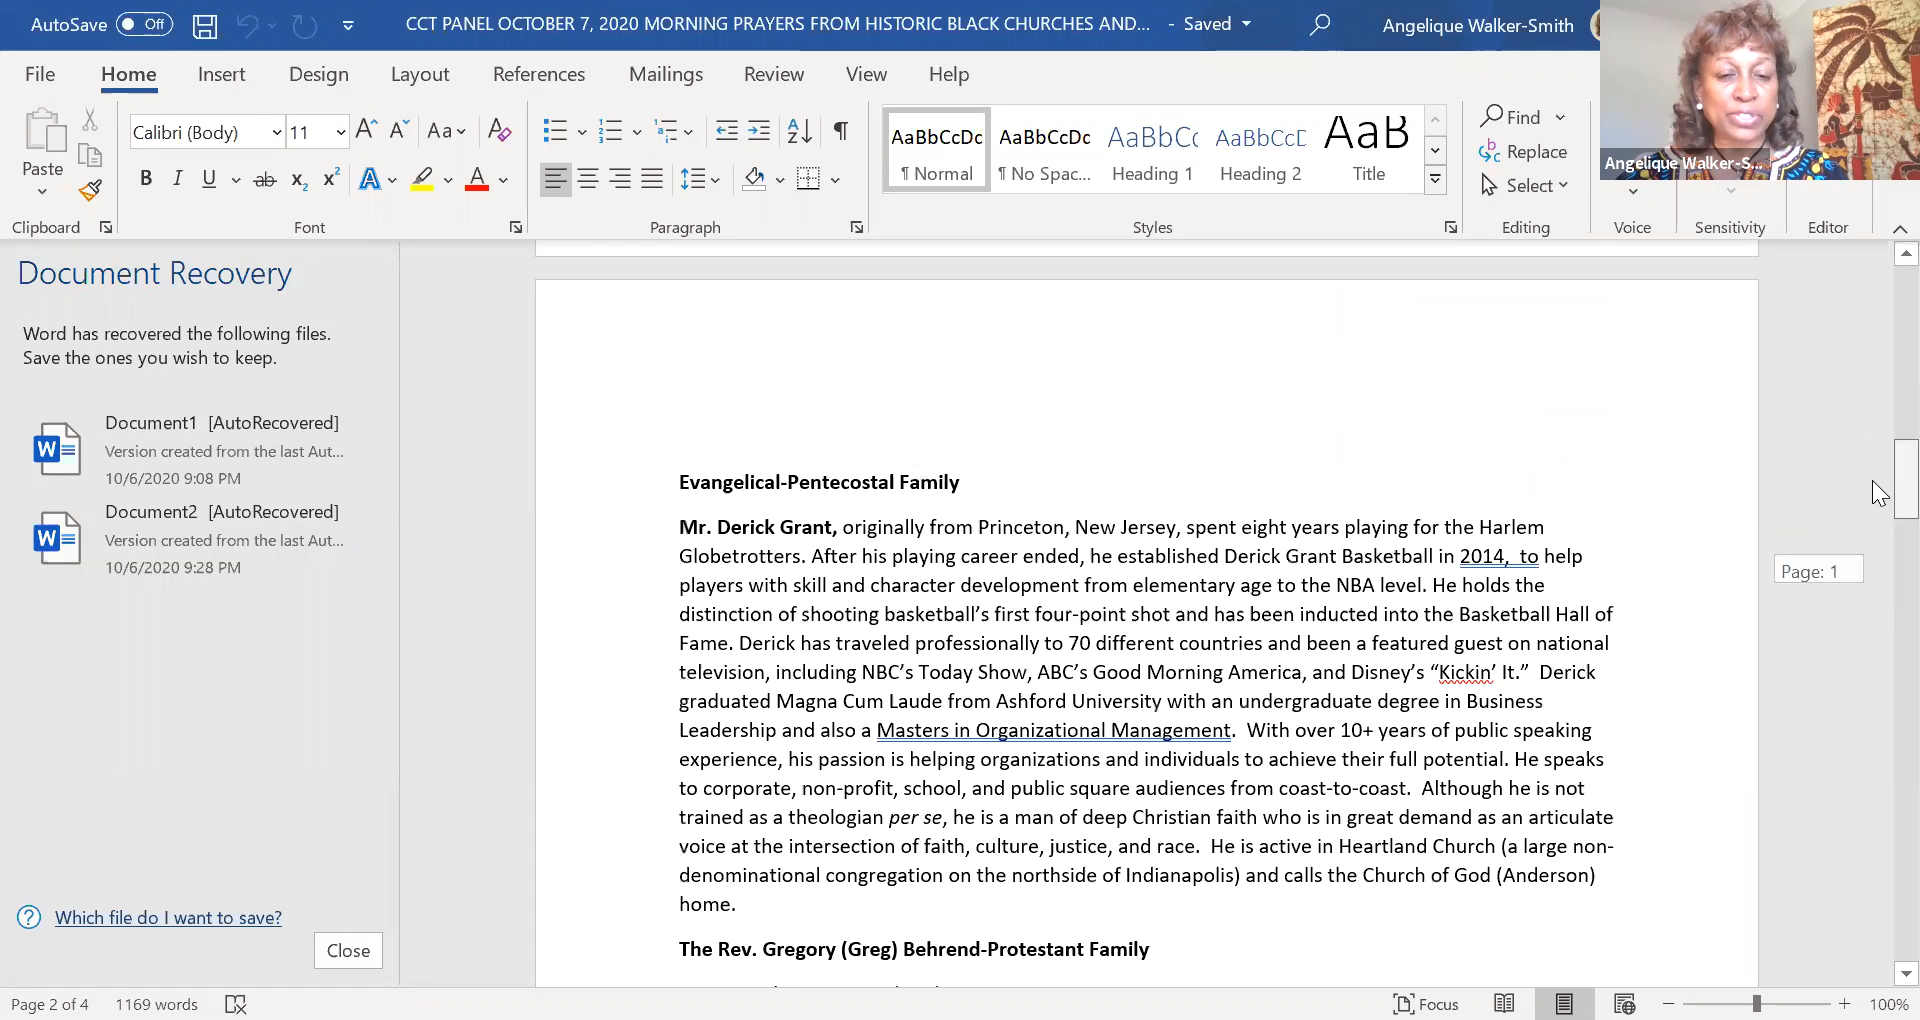 AutoSave Off CCT PANEL OCTOBER 7, 2020 MORNING PRAYERS FROM HISTORIC BLACK CHURCHES AND... - Saved Angelique Walker-Smith
File Home Insert Design Layout References Mailings Review View Help
Calibri (Body) 11 Aa
AaBbCcDc AaBbCcDc AaBbCc AaBbCcD AaB
Find
Replace
Select
Paste
¶ Normal ¶ No Spac... Heading 1 Heading 2 Title
Angelique Walker-S...
Clipboard Font Paragraph Styles Editing Voice Sensitivity Editor
Document Recovery
Word has recovered the following files.
Save the ones you wish to keep.
Document1 [AutoRecovered]
Version created from the last Aut...
10/6/2020 9:08 PM
Document2 [AutoRecovered]
Version created from the last Aut...
10/6/2020 9:28 PM
Which file do I want to save?
Close
Evangelical-Pentecostal Family
Mr. Derick Grant, originally from Princeton, New Jersey, spent eight years playing for the Harlem
Globetrotters. After his playing career ended, he established Derick Grant Basketball in 2014,  to help
players with skill and character development from elementary age to the NBA level. He holds the
distinction of shooting basketball’s first four-point shot and has been inducted into the Basketball Hall of
Fame. Derick has traveled professionally to 70 different countries and been a featured guest on national
television, including NBC’s Today Show, ABC’s Good Morning America, and Disney’s “Kickin’ It.”  Derick
graduated Magna Cum Laude from Ashford University with an undergraduate degree in Business
Leadership and also a Masters in Organizational Management.  With over 10+ years of public speaking
experience, his passion is helping organizations and individuals to achieve their full potential. He speaks
to corporate, non-profit, school, and public square audiences from coast-to-coast.  Although he is not
trained as a theologian per se, he is a man of deep Christian faith who is in great demand as an articulate
voice at the intersection of faith, culture, justice, and race.  He is active in Heartland Church (a large non-
denominational congregation on the northside of Indianapolis) and calls the Church of God (Anderson)
home.
The Rev. Gregory (Greg) Behrend-Protestant Family
Page: 1
Page 2 of 4 1169 words Focus 100%